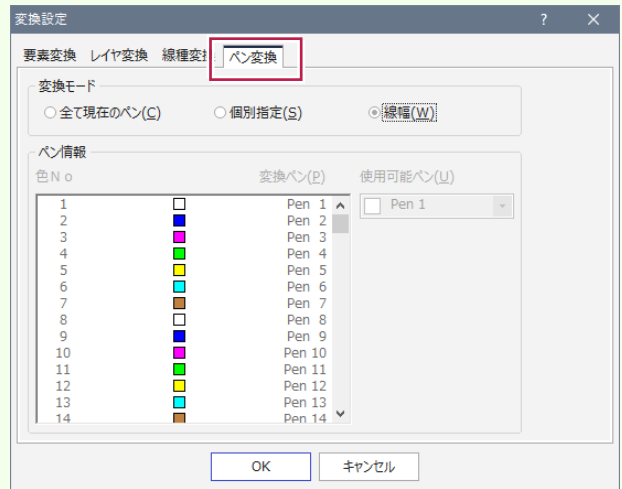 変換設定 ? ×
要素変換 レイヤ変換 線種変 ペン変換
変換モード
全て現在のペン(C) 個別指定(S) 線幅(W)
ペン情報
色Ｎｏ 変換ペン(P) 使用可能ペン(U)
1 Pen 1 Pen 1
2 Pen 2
3 Pen 3
4 Pen 4
5 Pen 5
6 Pen 6
7 Pen 7
8 Pen 8
9 Pen 9
10 Pen 10
11 Pen 11
12 Pen 12
13 Pen 13
14 Pen 14
OK キャンセル